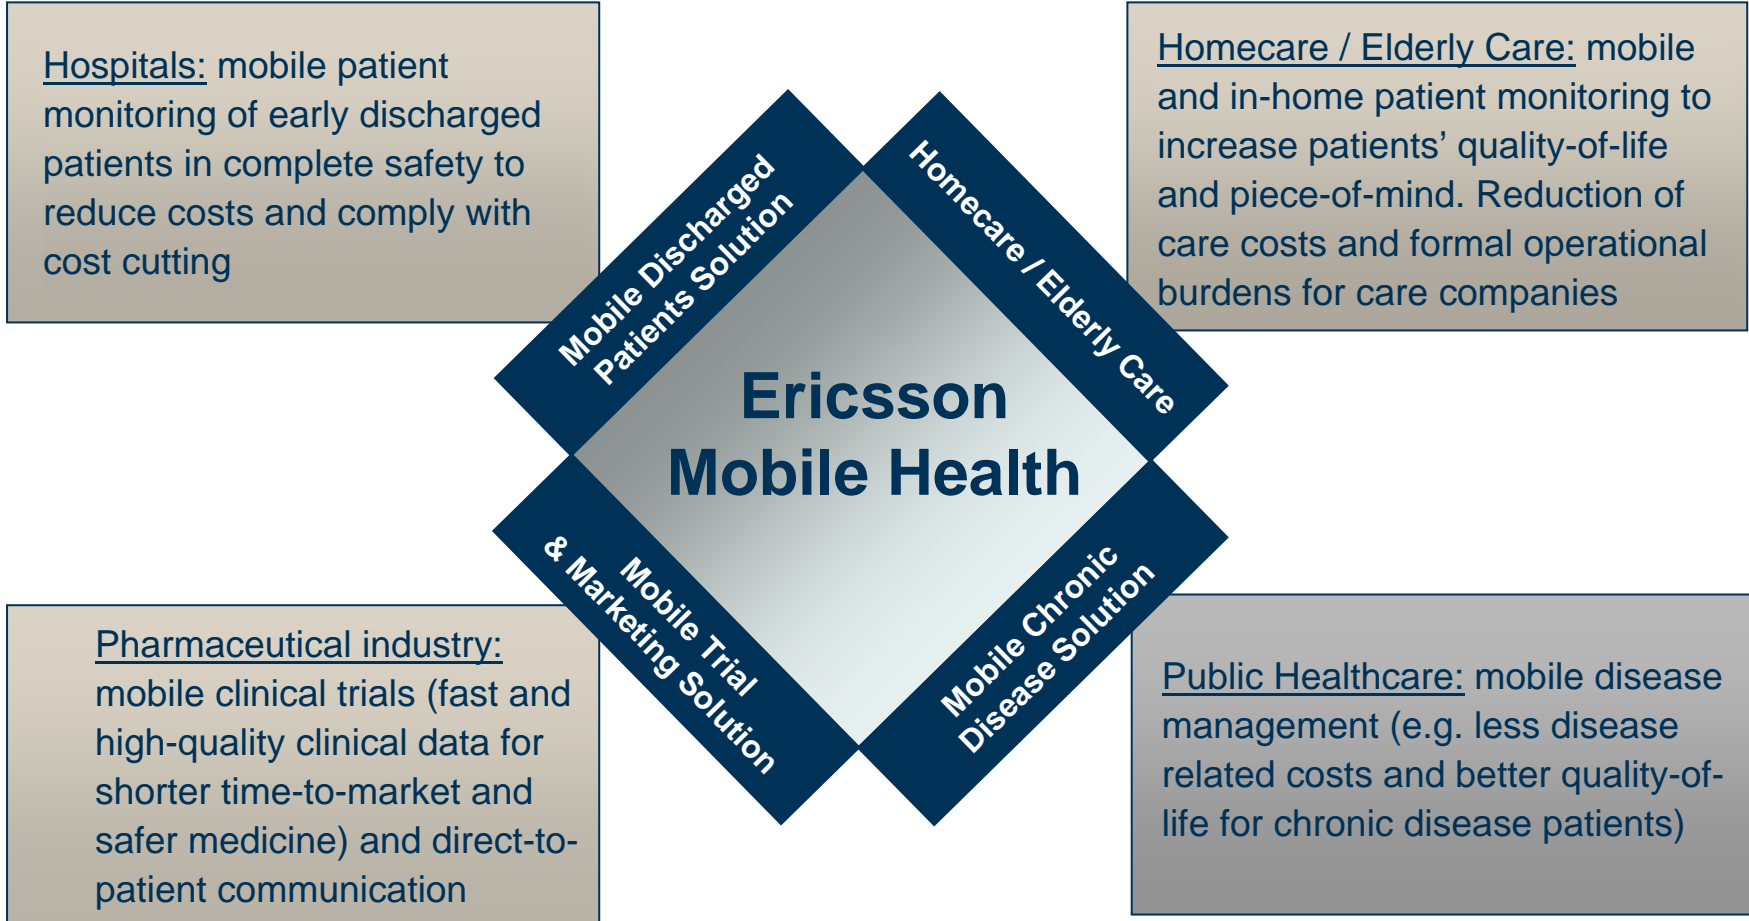 Hospitals: mobile patient
monitoring of early discharged
patients in complete safety to
reduce costs and comply with
cost cutting
Homecare / Elderly Care: mobile
and in-home patient monitoring to
increase patients’ quality-of-life
and piece-of-mind. Reduction of
care costs and formal operational
burdens for care companies
Mobile Discharged
Patients Solution
Homecare / Elderly Care
Ericsson
Mobile Health
Mobile Trial
& Marketing Solution
Mobile Chronic
Disease Solution
Pharmaceutical industry:
mobile clinical trials (fast and
high-quality clinical data for
shorter time-to-market and
safer medicine) and direct-to-
patient communication
Public Healthcare: mobile disease
management (e.g. less disease
related costs and better quality-of-
life for chronic disease patients)